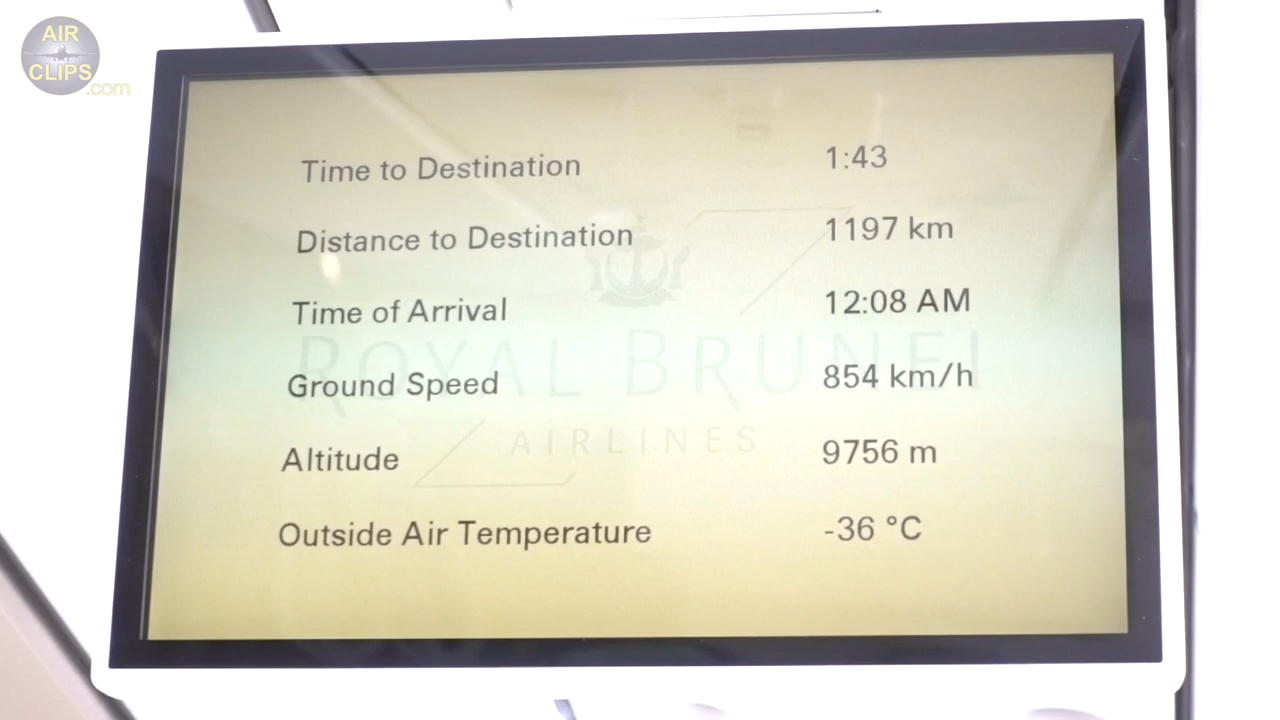 AIR
CLIPS
.com
Time to Destination 1:43
Distance to Destination 1197 km
Time of Arrival 12:08 AM
ROYAL BRUNEI
Ground Speed 854 km/h
AIRLINES
Altitude 9756 m
Outside Air Temperature -36 °C